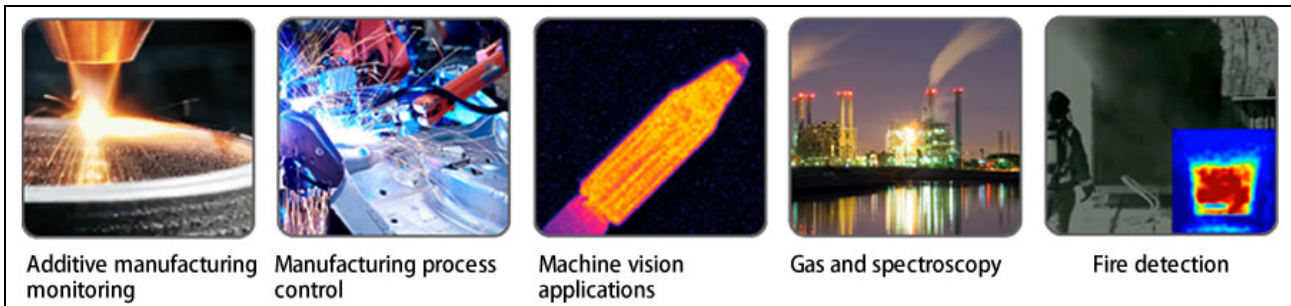 Additive manufacturing
monitoring
Manufacturing process
control
Machine vision
applications
Gas and spectroscopy
Fire detection